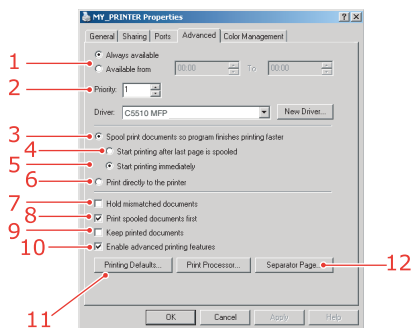 MY_PRINTER Properties
General Sharing Ports Advanced Color Management
1 Always available
Available from 00:00 To 00:00
2 Priority: 1
Driver: C5510 MFP New Driver...
3 Spool print documents so program finishes printing faster
4 Start printing after last page is spooled
5 Start printing immediately
6 Print directly to the printer
7 Hold mismatched documents
8 Print spooled documents first
9 Keep printed documents
10 Enable advanced printing features
Printing Defaults... Print Processor... Separator Page...
12
11
OK Cancel Apply Help